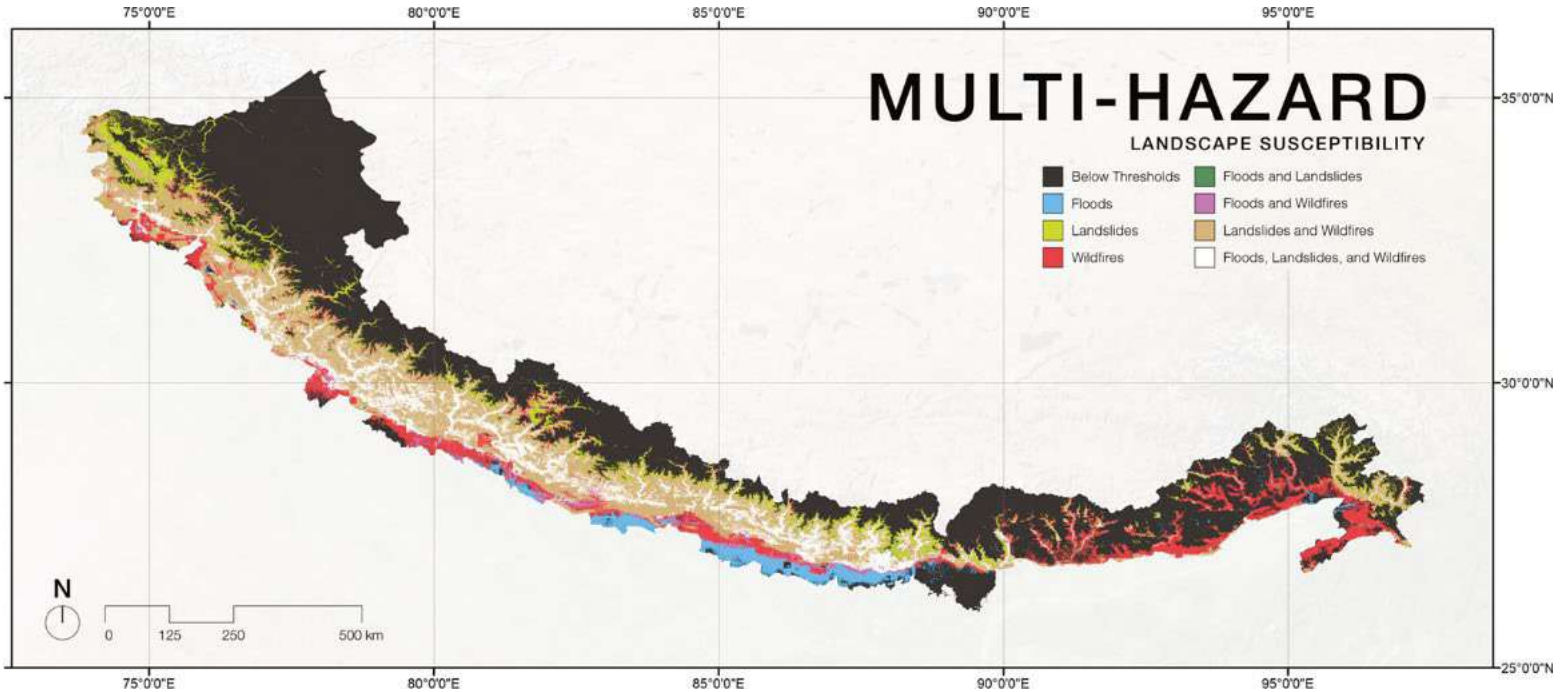 75°0'0"E 80°0'0"E 85°0'0"E 90°0'0"E 95°0'0"E
MULTI-HAZARD
35°0'0"N
LANDSCAPE SUSCEPTIBILITY
Below Thresholds Floods and Landslides
Floods Floods and Wildfires
Landslides Landslides and Wildfires
Wildfires Floods, Landslides, and Wildfires
30°0'0"N
N
0 125 250 500 km
25°0'0"N
75°0'0"E 80°0'0"E 85°0'0"E 90°0'0"E 95°0'0"E